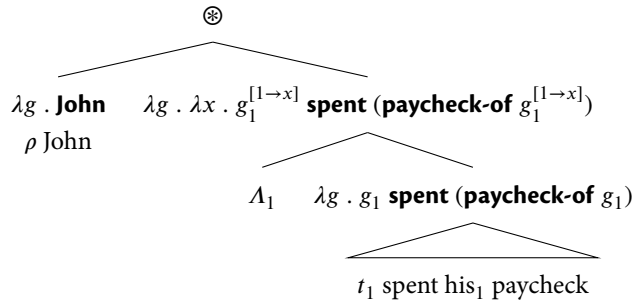 ⊛
λg . John λg . λx . g₁^[1→x] spent (paycheck-of g₁^[1→x])
ρ John
Λ₁ λg . g₁ spent (paycheck-of g₁)
t₁ spent his₁ paycheck